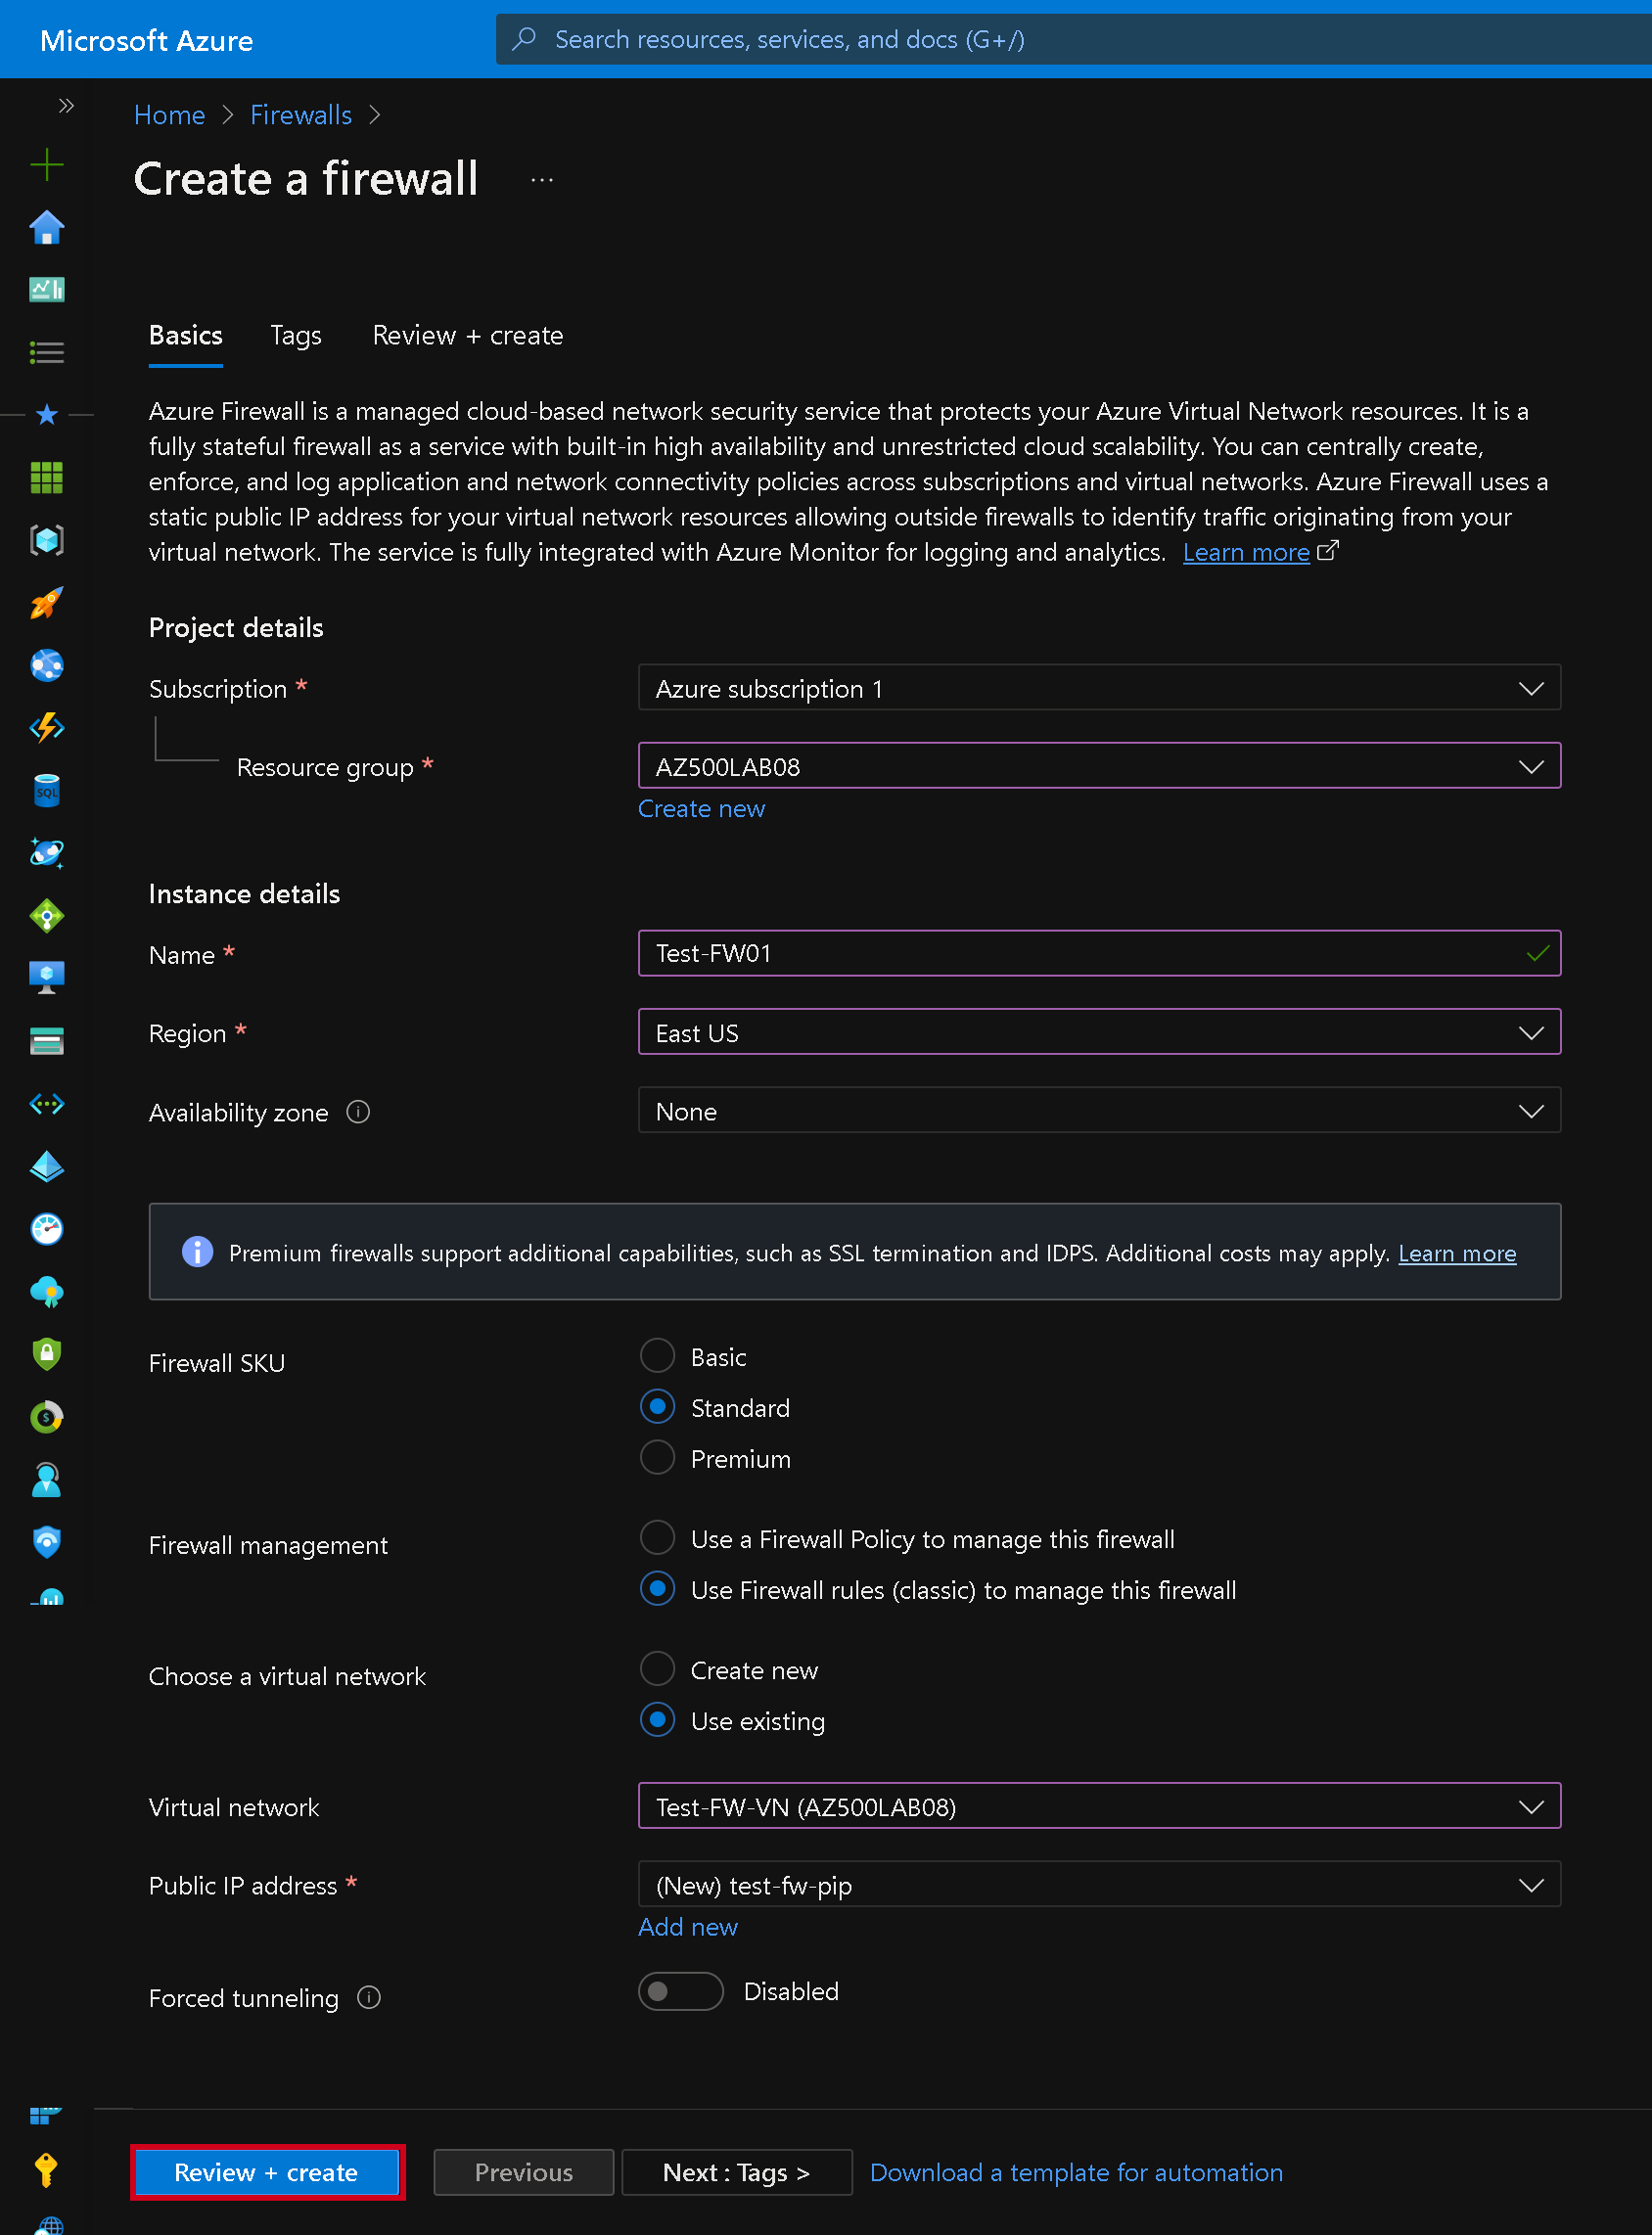 Microsoft Azure
Search resources, services, and docs (G+/)
Home > Firewalls >
Create a firewall ...
Basics Tags Review + create
Azure Firewall is a managed cloud-based network security service that protects your Azure Virtual Network resources. It is a
fully stateful firewall as a service with built-in high availability and unrestricted cloud scalability. You can centrally create,
enforce, and log application and network connectivity policies across subscriptions and virtual networks. Azure Firewall uses a
static public IP address for your virtual network resources allowing outside firewalls to identify traffic originating from your
virtual network. The service is fully integrated with Azure Monitor for logging and analytics. Learn more
Project details
Subscription * Azure subscription 1
Resource group * AZ500LAB08
Create new
Instance details
Name * Test-FW01
Region * East US
Availability zone None
Premium firewalls support additional capabilities, such as SSL termination and IDPS. Additional costs may apply. Learn more
Firewall SKU Basic
Standard
Premium
Firewall management Use a Firewall Policy to manage this firewall
Use Firewall rules (classic) to manage this firewall
Choose a virtual network Create new
Use existing
Virtual network Test-FW-VN (AZ500LAB08)
Public IP address * (New) test-fw-pip
Add new
Forced tunneling Disabled
Review + create Previous Next : Tags > Download a template for automation